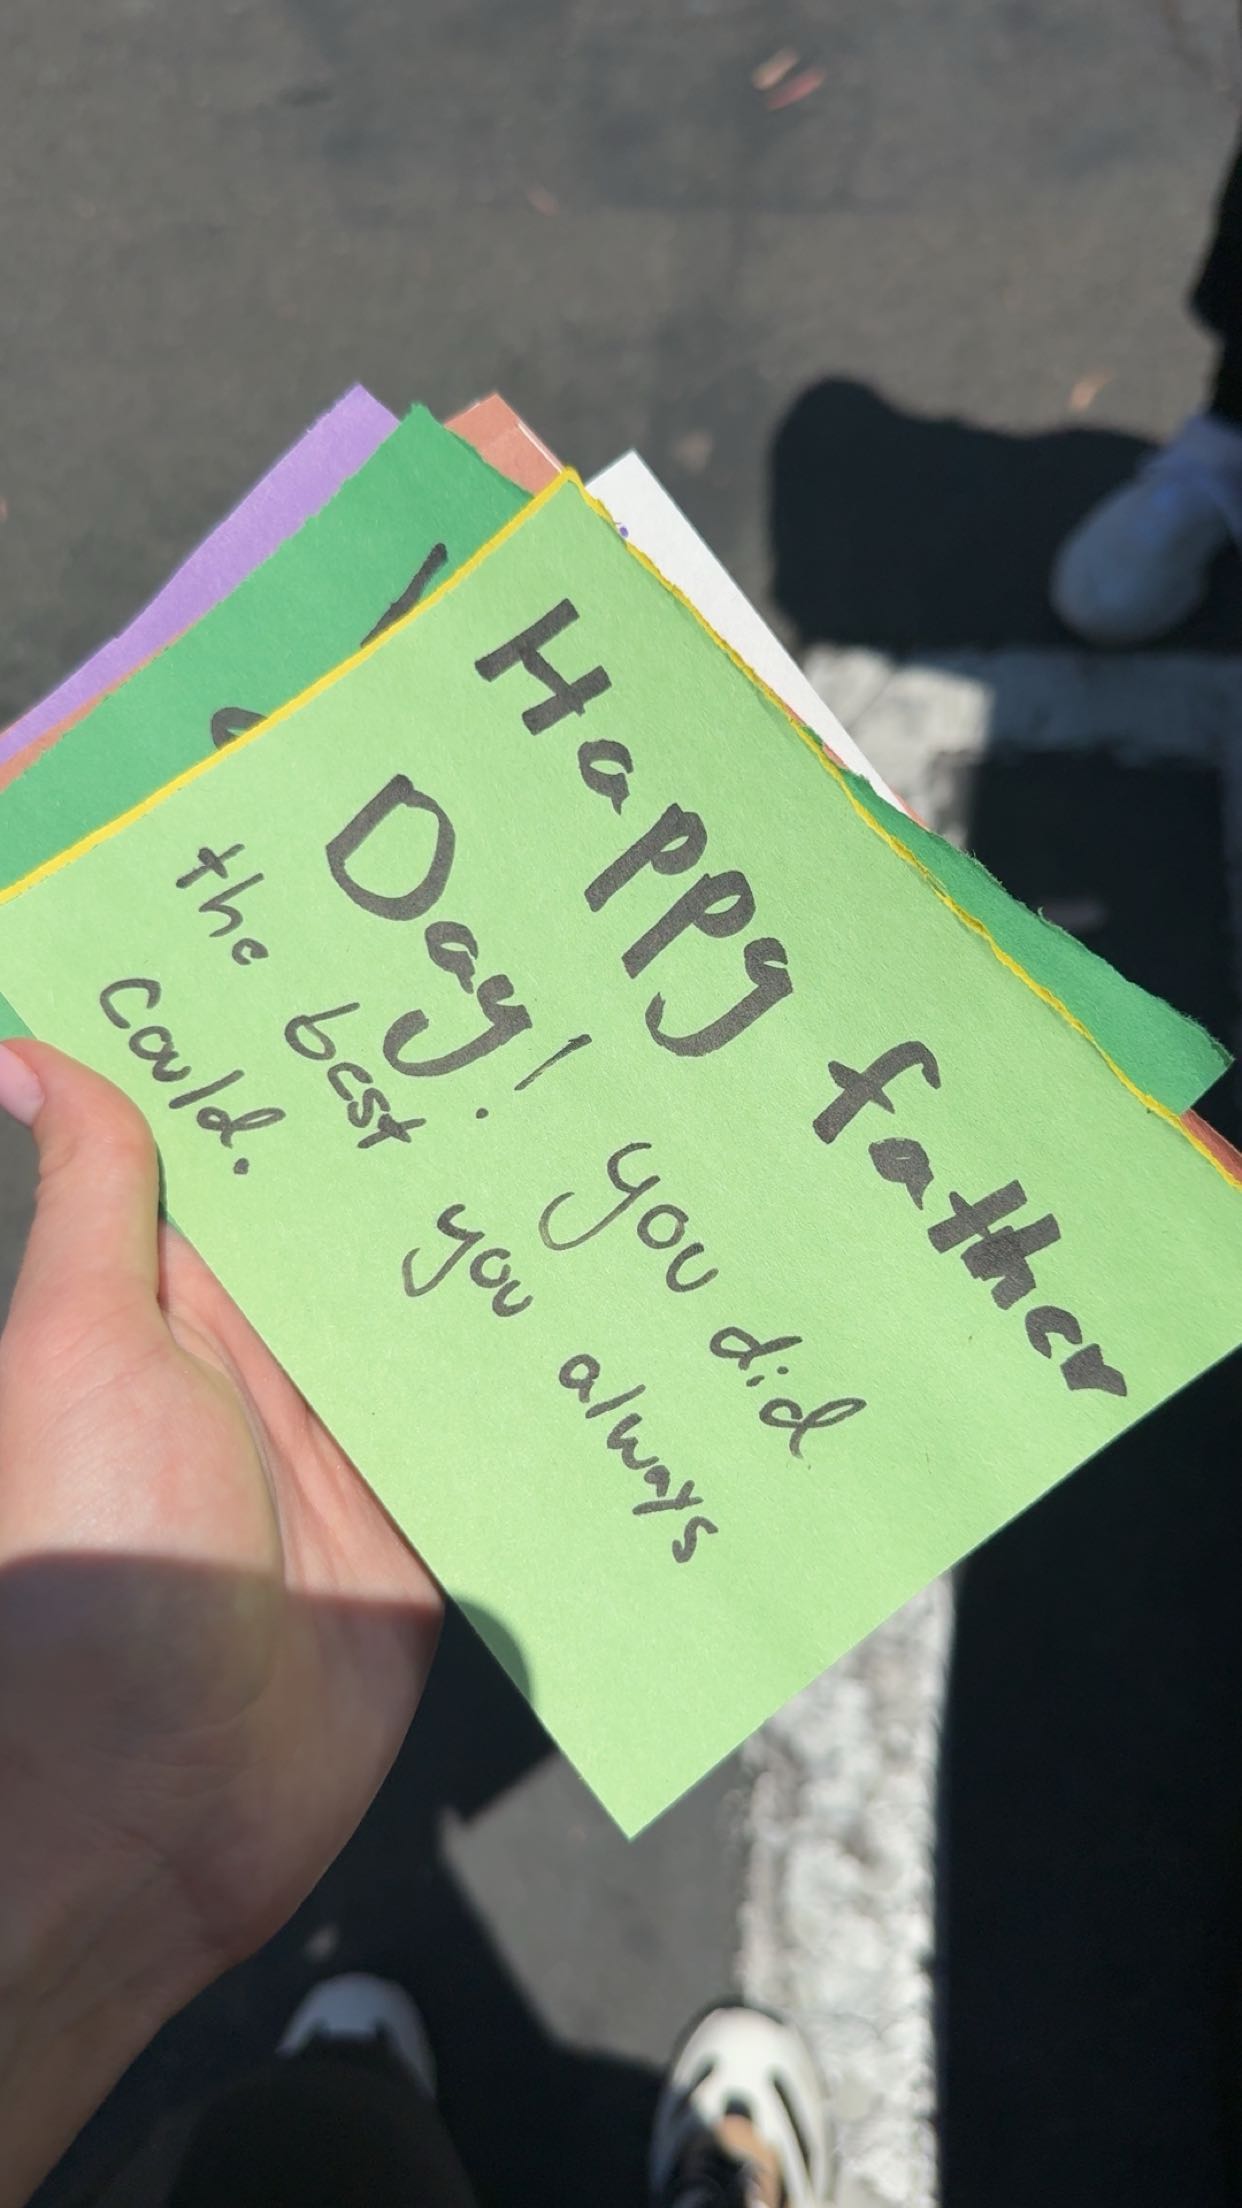 Happy father
Day! you did
the best you always
could.